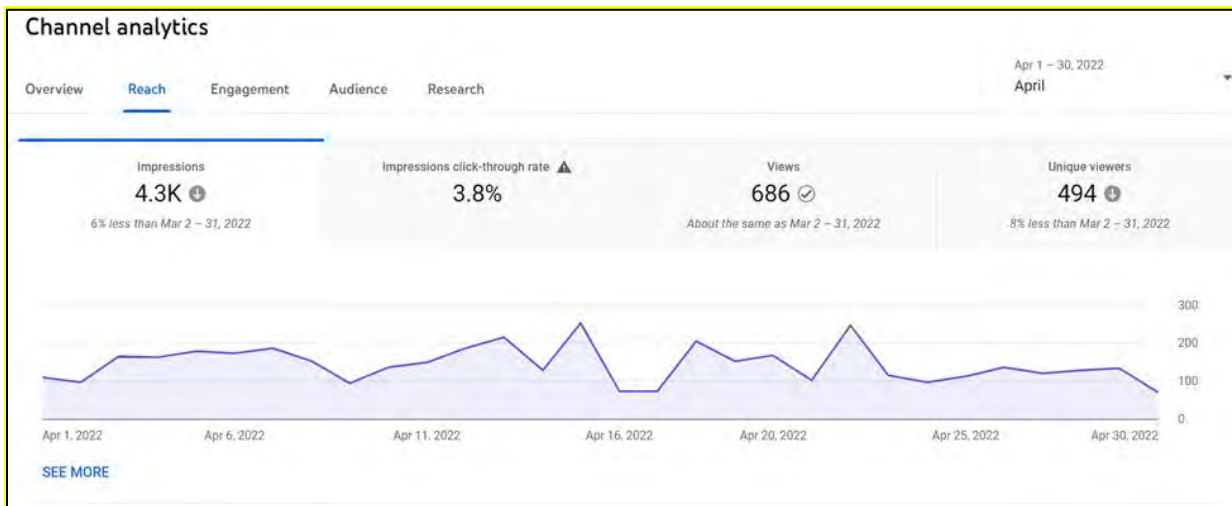 Channel analytics
Apr 1 – 30, 2022
April
Overview Reach Engagement Audience Research
Impressions
4.3K
6% less than Mar 2 – 31, 2022
Impressions click-through rate
3.8%
Views
686
About the same as Mar 2 – 31, 2022
Unique viewers
494
8% less than Mar 2 – 31, 2022
300
200
100
0
Apr 1, 2022 Apr 6, 2022 Apr 11, 2022 Apr 16, 2022 Apr 20, 2022 Apr 25, 2022 Apr 30, 2022
SEE MORE